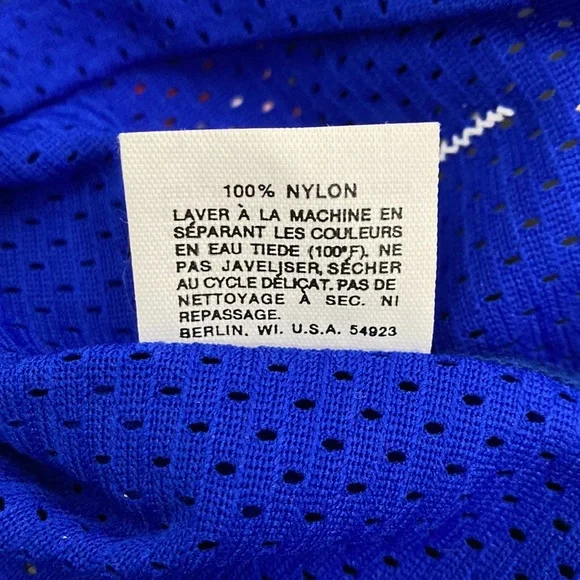 100% NYLON
LAVER À LA MACHINE EN
SÉPARANT LES COULEURS
EN EAU TIEDE (100°F). NE
PAS JAVELJSER, SÉCHER
AU CYCLE DÉLICAT. PAS DE
NETTOYAGE À SEC. NI
REPASSAGE.
BERLIN, WI. U.S.A. 54923